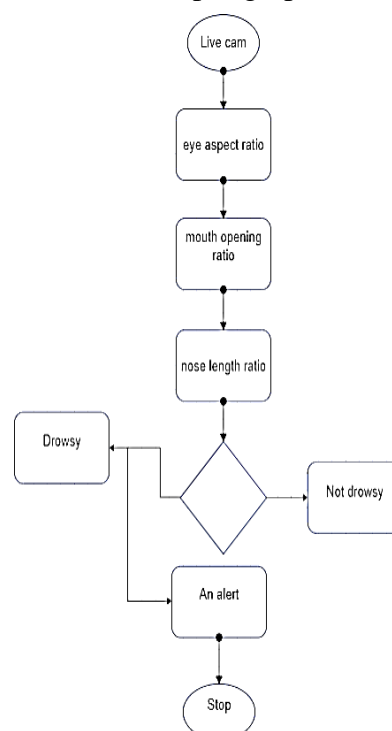 Live cam
eye aspect ratio
mouth opening
ratio
nose length ratio
Drowsy
Not drowsy
An alert
Stop